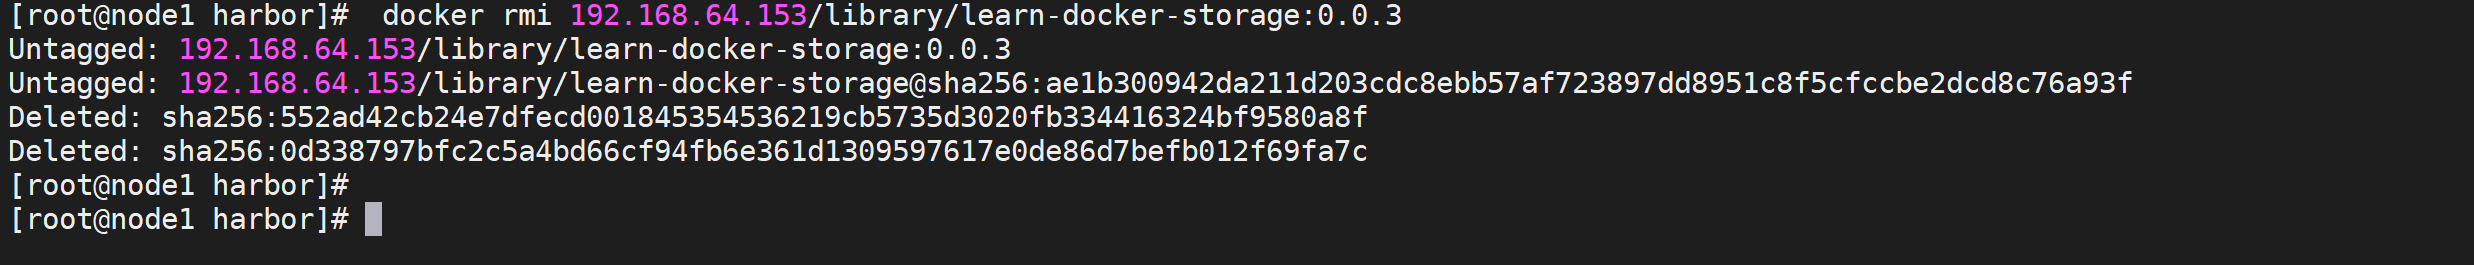 [root@node1 harbor]#  docker rmi 192.168.64.153/library/learn-docker-storage:0.0.3
Untagged: 192.168.64.153/library/learn-docker-storage:0.0.3
Untagged: 192.168.64.153/library/learn-docker-storage@sha256:ae1b300942da211d203cdc8ebb57af723897dd8951c8f5cfccbe2dcd8c76a93f
Deleted: sha256:552ad42cb24e7dfecd001845354536219cb5735d3020fb334416324bf9580a8f
Deleted: sha256:0d338797bfc2c5a4bd66cf94fb6e361d1309597617e0de86d7befb012f69fa7c
[root@node1 harbor]#
[root@node1 harbor]#